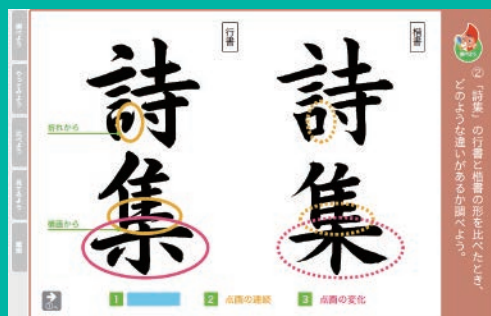 ②「詩集」の行書と楷書の形を比べたとき、
どのような違いがあるか調べよう。
楷書
詩集
行書
詩集
折れから
横画から
1
2 点画の連続
3 点画の変化